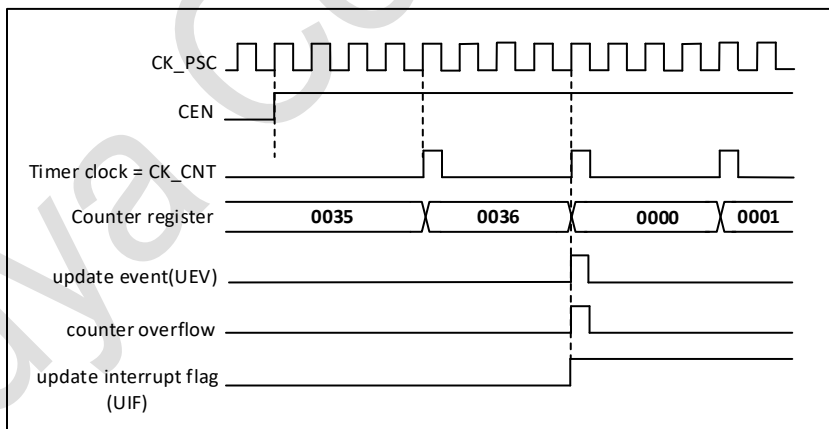 CK_PSC
CEN
Timer clock = CK_CNT
Counter register 0035 0036 0000 0001
update event(UEV)
counter overflow
update interrupt flag
(UIF)